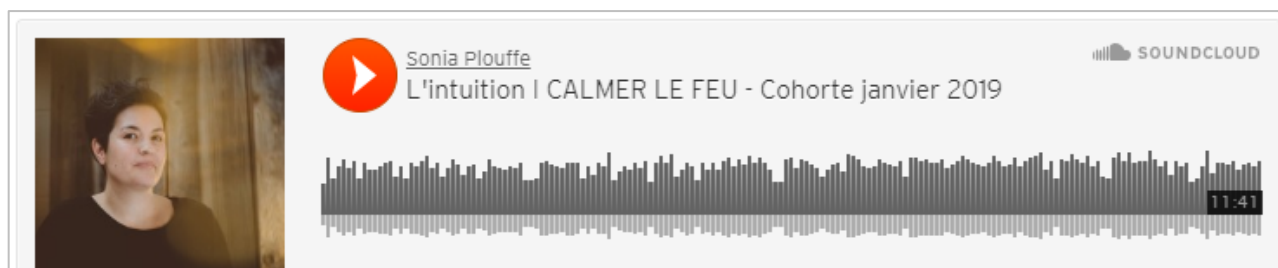 Sonia Plouffe
SOUNDCLOUD
L'intuition I CALMER LE FEU - Cohorte janvier 2019
11:41